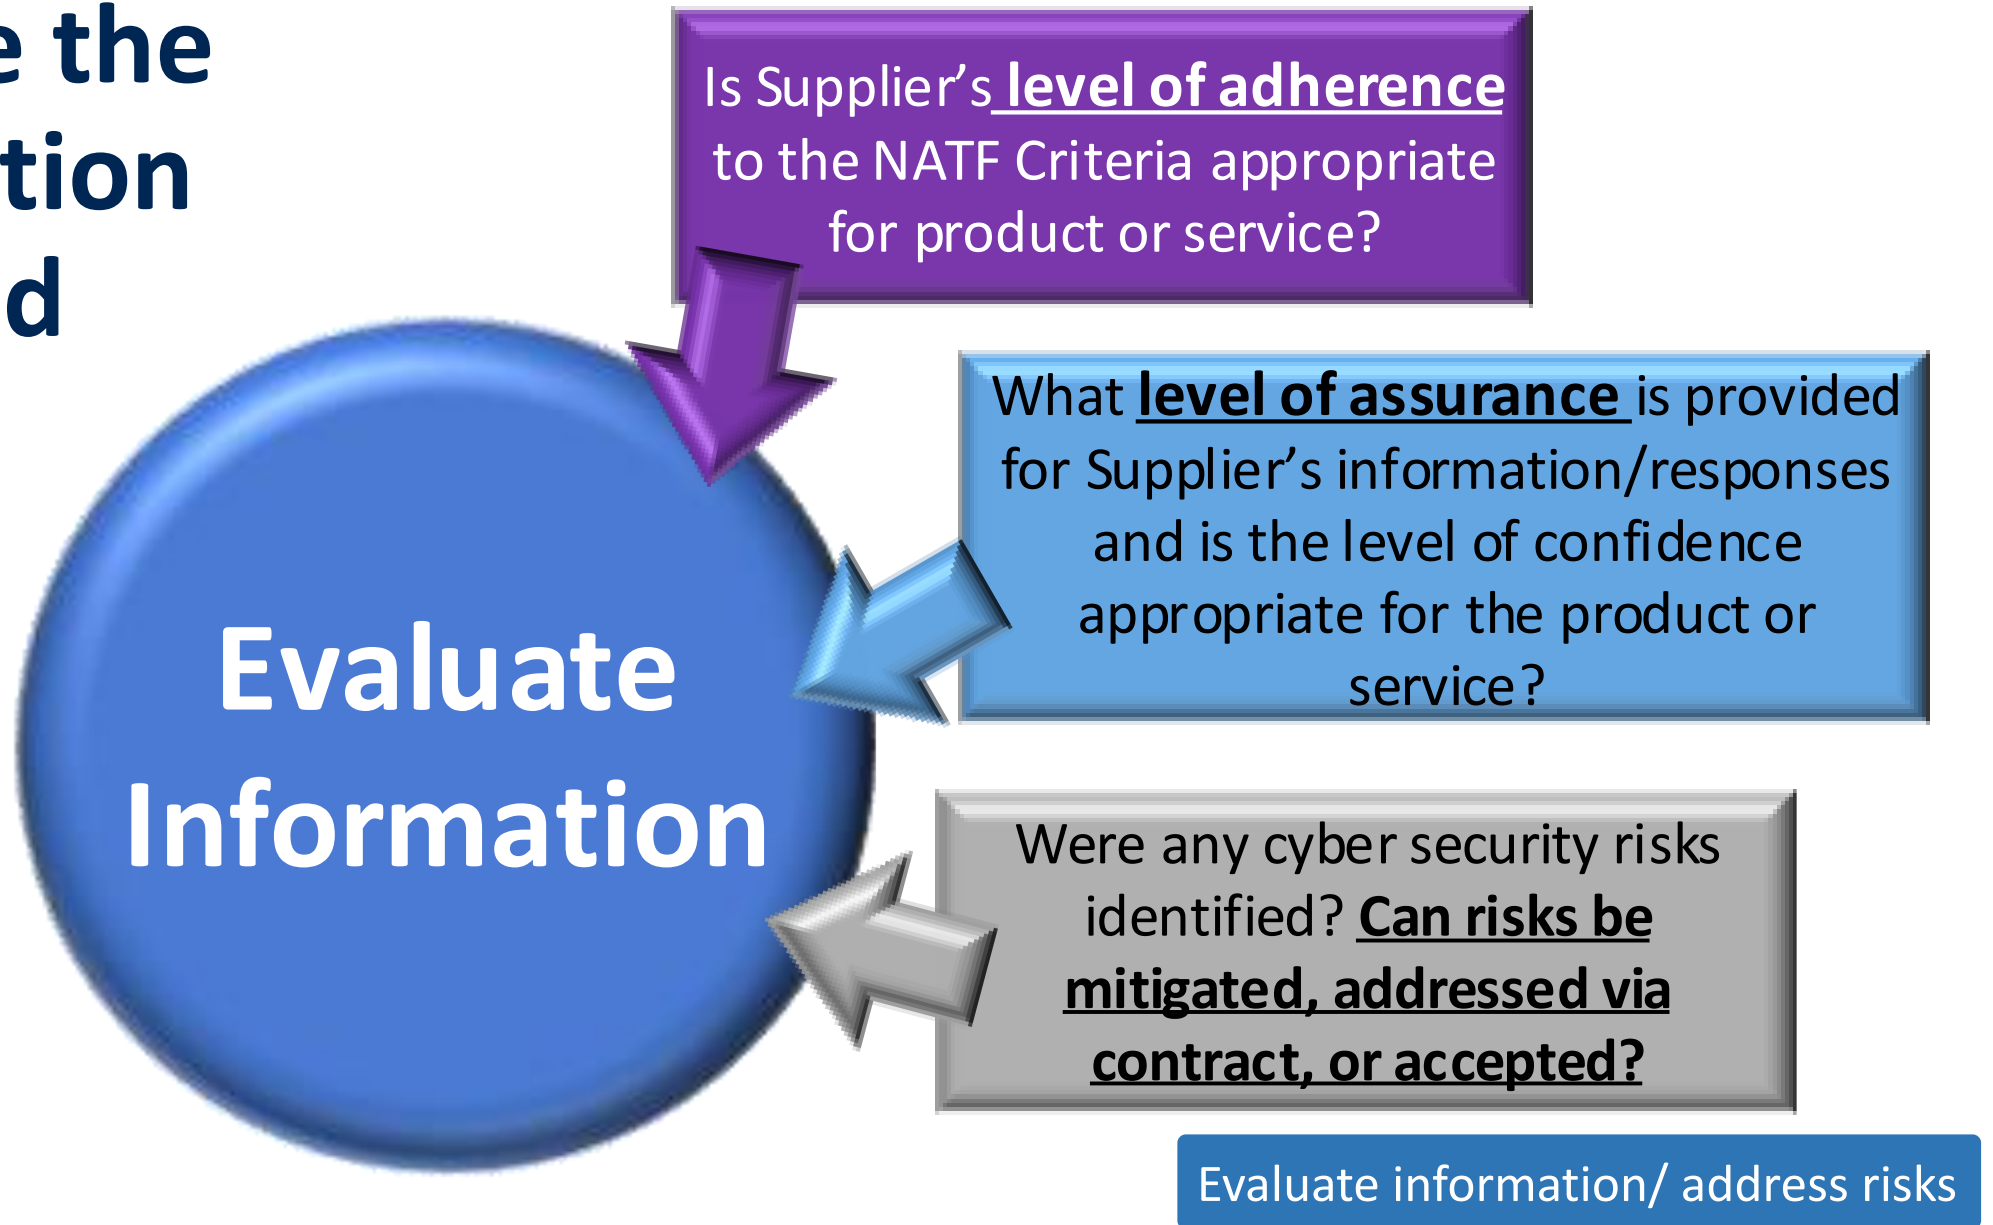 e the
tion
d
Is Supplier’s level of adherence
to the NATF Criteria appropriate
for product or service?
What level of assurance is provided
for Supplier’s information/responses
and is the level of confidence
appropriate for the product or
service?
Evaluate
Information
Were any cyber security risks
identified? Can risks be
mitigated, addressed via
contract, or accepted?
Evaluate information/ address risks